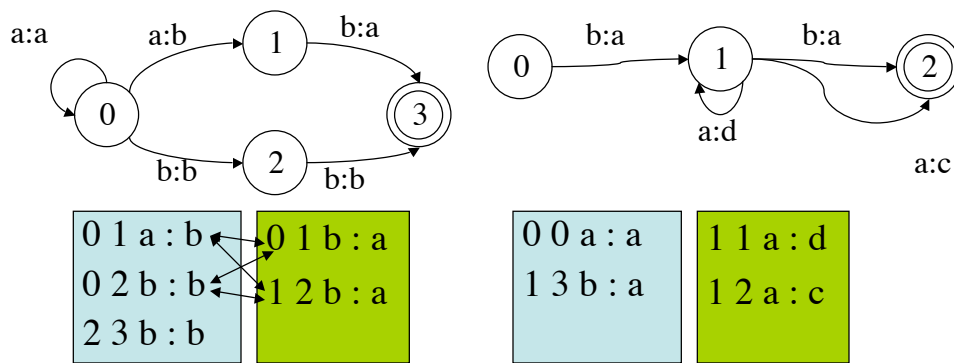 a:a
a:b
1
b:a
0
3
b:b
2
b:b
0
b:a
1
b:a
2
a:d
a:c
0 1 a : b
0 2 b : b
2 3 b : b
0 1 b : a
1 2 b : a
0 0 a : a
1 3 b : a
1 1 a : d
1 2 a : c